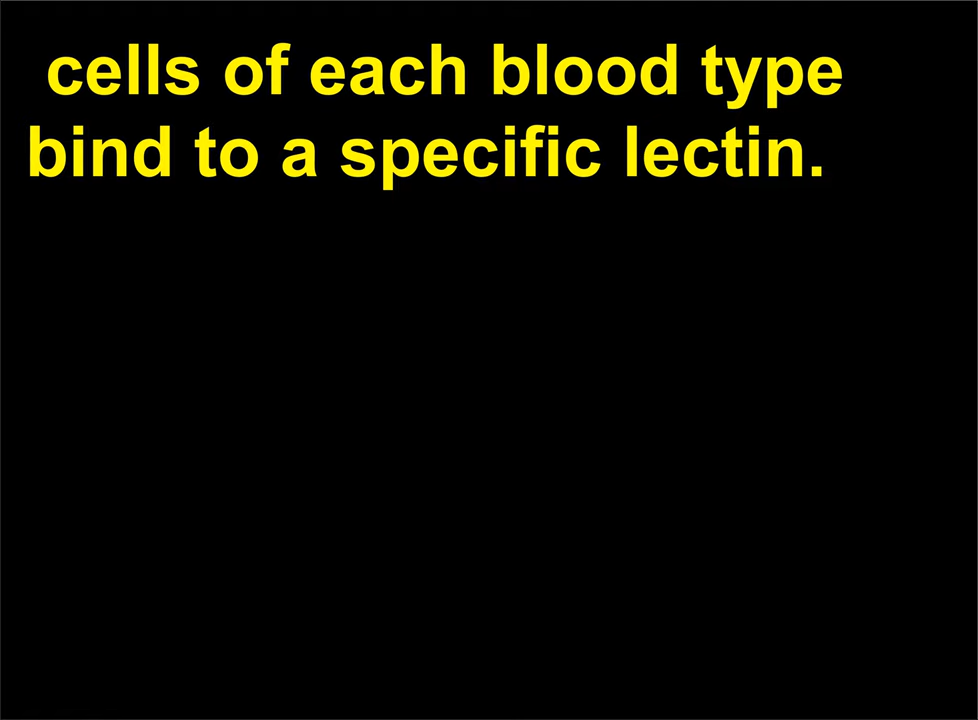 cells of each blood type
bind to a specific lectin.